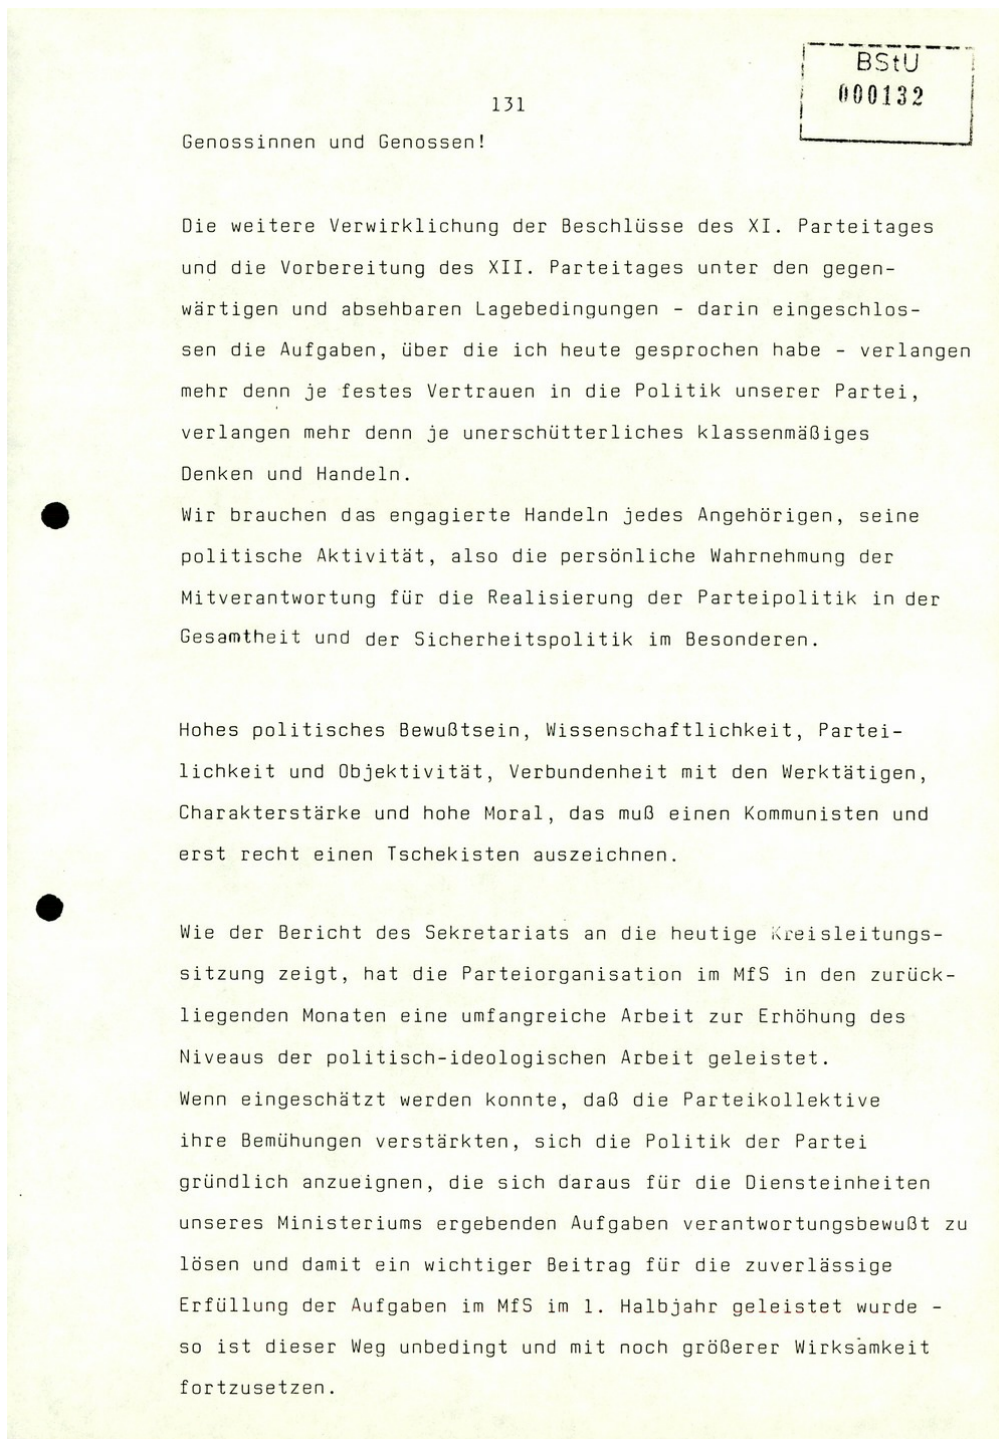 BStU
000132
131
Genossinnen und Genossen!
Die weitere Verwirklichung der Beschlüsse des XI. Parteitages
und die Vorbereitung des XII. Parteitages unter den gegen-
wärtigen und absehbaren Lagebedingungen - darin eingeschlos-
sen die Aufgaben, über die ich heute gesprochen habe - verlangen
mehr denn je festes Vertrauen in die Politik unserer Partei,
verlangen mehr denn je unerschütterliches klassenmäßiges
Denken und Handeln.
Wir brauchen das engagierte Handeln jedes Angehörigen, seine
politische Aktivität, also die persönliche Wahrnehmung der
Mitverantwortung für die Realisierung der Parteipolitik in der
Gesamtheit und der Sicherheitspolitik im Besonderen.
Hohes politisches Bewußtsein, Wissenschaftlichkeit, Partei-
lichkeit und Objektivität, Verbundenheit mit den Werktätigen,
Charakterstärke und hohe Moral, das muß einen Kommunisten und
erst recht einen Tschekisten auszeichnen.
Wie der Bericht des Sekretariats an die heutige Kreisleitungs-
sitzung zeigt, hat die Parteiorganisation im MfS in den zurück-
liegenden Monaten eine umfangreiche Arbeit zur Erhöhung des
Niveaus der politisch-ideologischen Arbeit geleistet.
Wenn eingeschätzt werden konnte, daß die Parteikollektive
ihre Bemühungen verstärkten, sich die Politik der Partei
gründlich anzueignen, die sich daraus für die Diensteinheiten
unseres Ministeriums ergebenden Aufgaben verantwortungsbewußt zu
lösen und damit ein wichtiger Beitrag für die zuverlässige
Erfüllung der Aufgaben im MfS im 1. Halbjahr geleistet wurde -
so ist dieser Weg unbedingt und mit noch größerer Wirksamkeit
fortzusetzen.